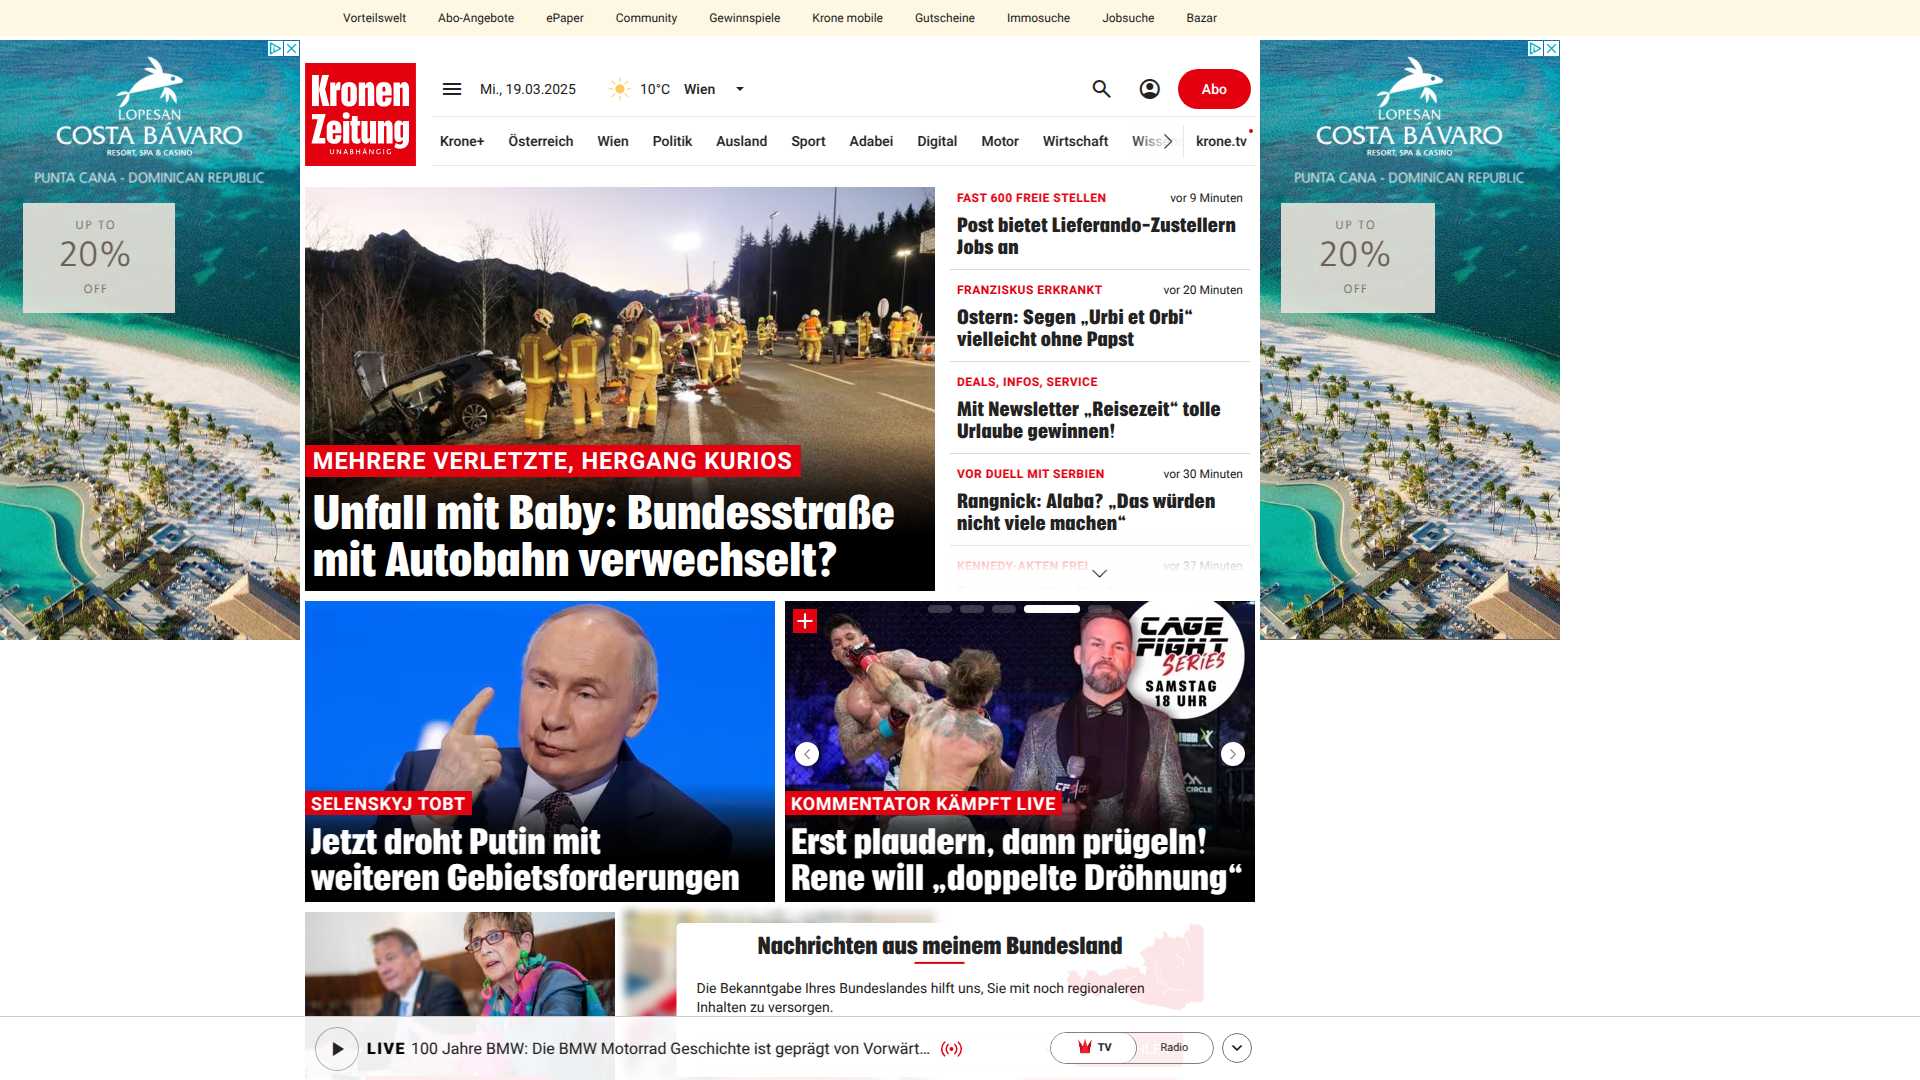 Vorteilswelt Abo-Angebote ePaper Community Gewinnspiele Krone mobile Gutscheine Immosuche Jobsuche Bazar
LOPESAN
COSTA BÁVARO
RESORT, SPA & CASINO
PUNTA CANA - DOMINICAN REPUBLIC
UP TO
20%
OFF
Kronen
Zeitung
UNABHÄNGIG
Mi., 19.03.2025 10°C Wien
Abo
Krone+ Österreich Wien Politik Ausland Sport Adabei Digital Motor Wirtschaft Wiss krone.tv
LOPESAN
COSTA BÁVARO
RESORT, SPA & CASINO
PUNTA CANA - DOMINICAN REPUBLIC
UP TO
20%
OFF
MEHRERE VERLETZTE, HERGANG KURIOS
Unfall mit Baby: Bundesstraße
mit Autobahn verwechselt?
FAST 600 FREIE STELLEN vor 9 Minuten
Post bietet Lieferando-Zustellern
Jobs an
FRANZISKUS ERKRANKT vor 20 Minuten
Ostern: Segen „Urbi et Orbi“
vielleicht ohne Papst
DEALS, INFOS, SERVICE
Mit Newsletter „Reisezeit“ tolle
Urlaube gewinnen!
VOR DUELL MIT SERBIEN vor 30 Minuten
Rangnick: Alaba? „Das würden
nicht viele machen“
KENNEDY-AKTEN FREI vor 37 Minuten
SELENSKYJ TOBT
Jetzt droht Putin mit
weiteren Gebietsforderungen
CAGE
FIGHT
SERIES
SAMSTAG
18 UHR
KOMMENTATOR KÄMPFT LIVE
Erst plaudern, dann prügeln!
Rene will „doppelte Dröhnung“
Nachrichten aus meinem Bundesland
Die Bekanntgabe Ihres Bundeslandes hilft uns, Sie mit noch regionaleren
Inhalten zu versorgen.
LIVE 100 Jahre BMW: Die BMW Motorrad Geschichte ist geprägt von Vorwärt...
TV Radio